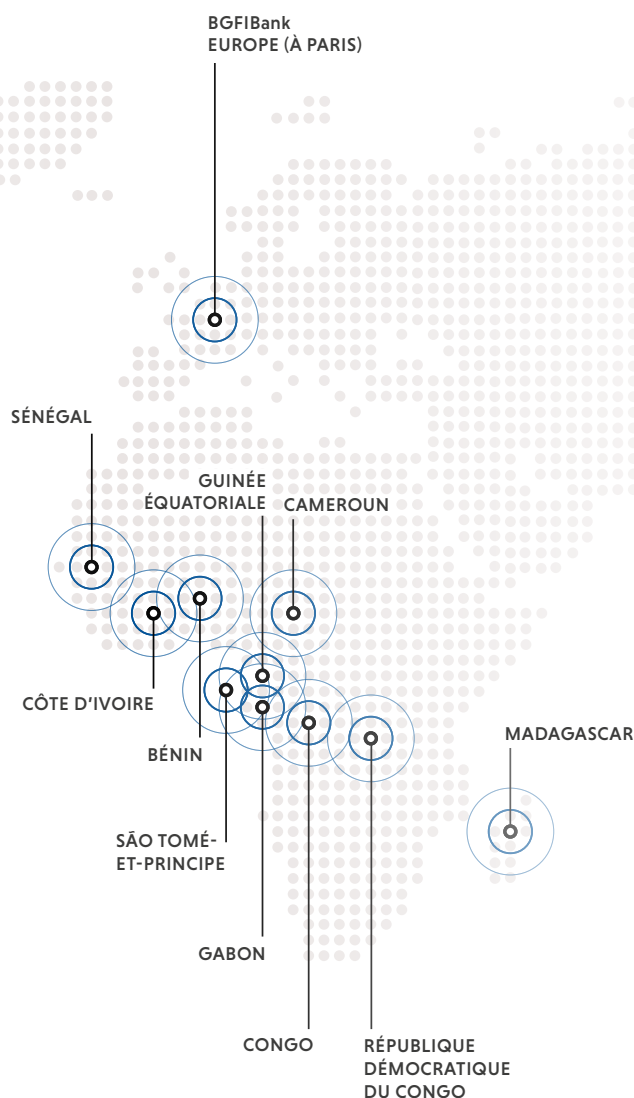 BGFIBank
EUROPE (À PARIS)
SÉNÉGAL
GUINÉE
ÉQUATORIALE
CAMEROUN
CÔTE D'IVOIRE
BÉNIN
MADAGASCAR
SÃO TOMÉ-
ET-PRINCIPE
GABON
CONGO
RÉPUBLIQUE
DÉMOCRATIQUE
DU CONGO